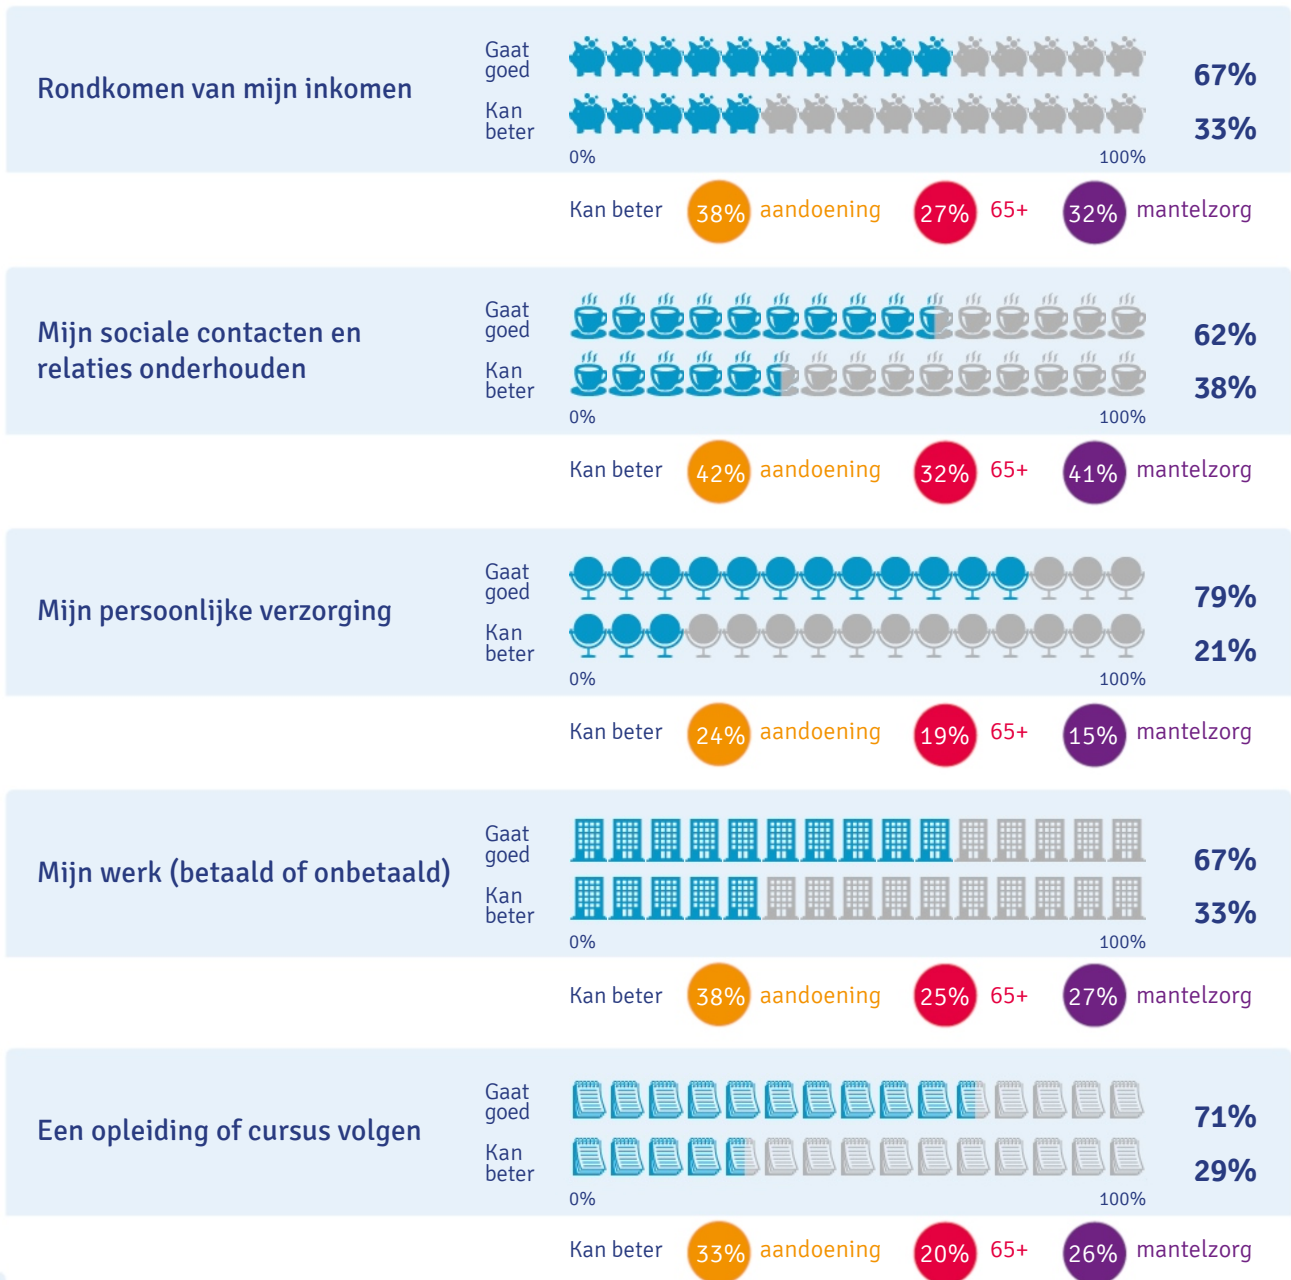 Rondkomen van mijn inkomen
Gaat
goed
67%
Kan
beter
33%
0% 100%
Kan beter 38% aandoening 27% 65+ 32% mantelzorg
Mijn sociale contacten en
relaties onderhouden
Gaat
goed
62%
Kan
beter
38%
0% 100%
Kan beter 42% aandoening 32% 65+ 41% mantelzorg
Mijn persoonlijke verzorging
Gaat
goed
79%
Kan
beter
21%
0% 100%
Kan beter 24% aandoening 19% 65+ 15% mantelzorg
Mijn werk (betaald of onbetaald)
Gaat
goed
67%
Kan
beter
33%
0% 100%
Kan beter 38% aandoening 25% 65+ 27% mantelzorg
Een opleiding of cursus volgen
Gaat
goed
71%
Kan
beter
29%
0% 100%
Kan beter 33% aandoening 20% 65+ 26% mantelzorg